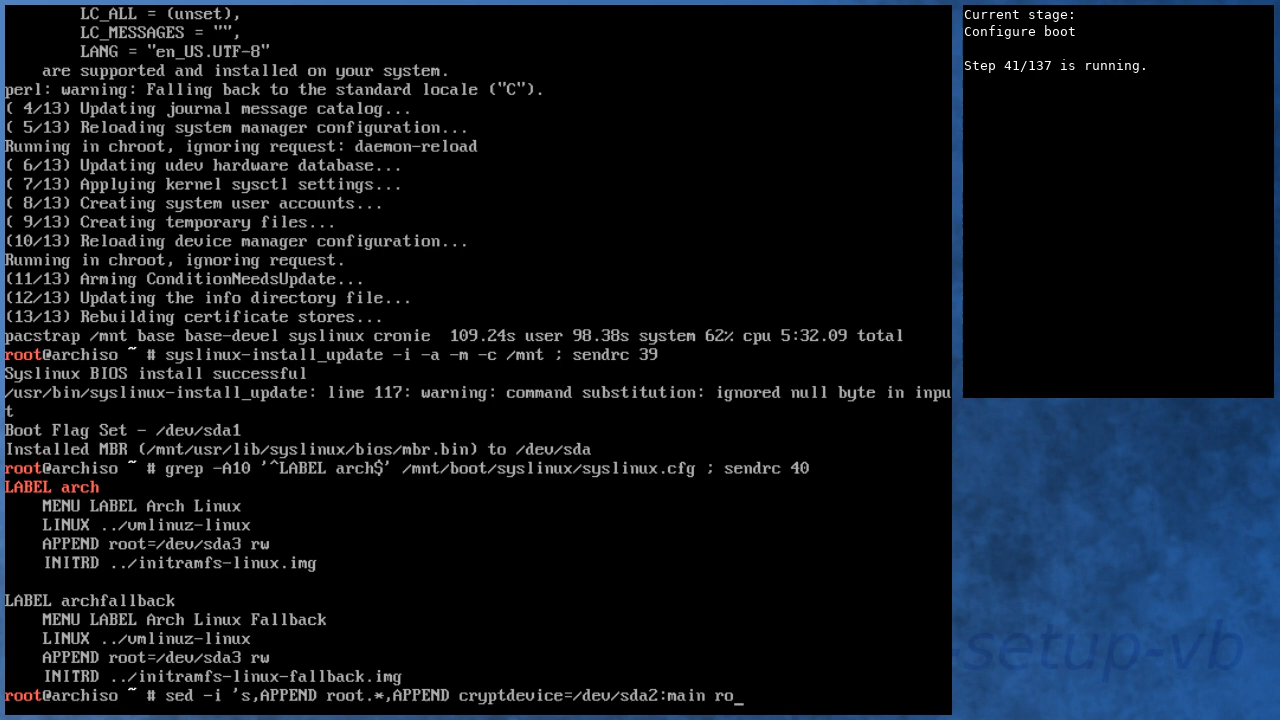 LC_ALL = (unset),
LC_MESSAGES = "",
LANG = "en_US.UTF-8"
are supported and installed on your system.
perl: warning: Falling back to the standard locale ("C").
( 4/13) Updating journal message catalog...
( 5/13) Reloading system manager configuration...
Running in chroot, ignoring request: daemon-reload
( 6/13) Updating udev hardware database...
( 7/13) Applying kernel sysctl settings...
( 8/13) Creating system user accounts...
( 9/13) Creating temporary files...
(10/13) Reloading device manager configuration...
Running in chroot, ignoring request.
(11/13) Arming ConditionNeedsUpdate...
(12/13) Updating the info directory file...
(13/13) Rebuilding certificate stores...
pacstrap /mnt base base-devel syslinux cronie  109.24s user 98.38s system 62% cpu 5:32.09 total
root@archiso ~ # syslinux-install_update -i -a -m -c /mnt ; sendrc 39
Syslinux BIOS install successful
/usr/bin/syslinux-install_update: line 117: warning: command substitution: ignored null byte in inpu
t
Boot Flag Set - /dev/sda1
Installed MBR (/mnt/usr/lib/syslinux/bios/mbr.bin) to /dev/sda
root@archiso ~ # grep -A10 '^LABEL arch$' /mnt/boot/syslinux/syslinux.cfg ; sendrc 40
LABEL arch
MENU LABEL Arch Linux
LINUX ../vmlinuz-linux
APPEND root=/dev/sda3 rw
INITRD ../initramfs-linux.img
LABEL archfallback
MENU LABEL Arch Linux Fallback
LINUX ../vmlinuz-linux
APPEND root=/dev/sda3 rw
INITRD ../initramfs-linux-fallback.img
root@archiso ~ # sed -i 's,APPEND root.*,APPEND cryptdevice=/dev/sda2:main ro_
Current stage:
Configure boot
Step 41/137 is running.
-setup-vb